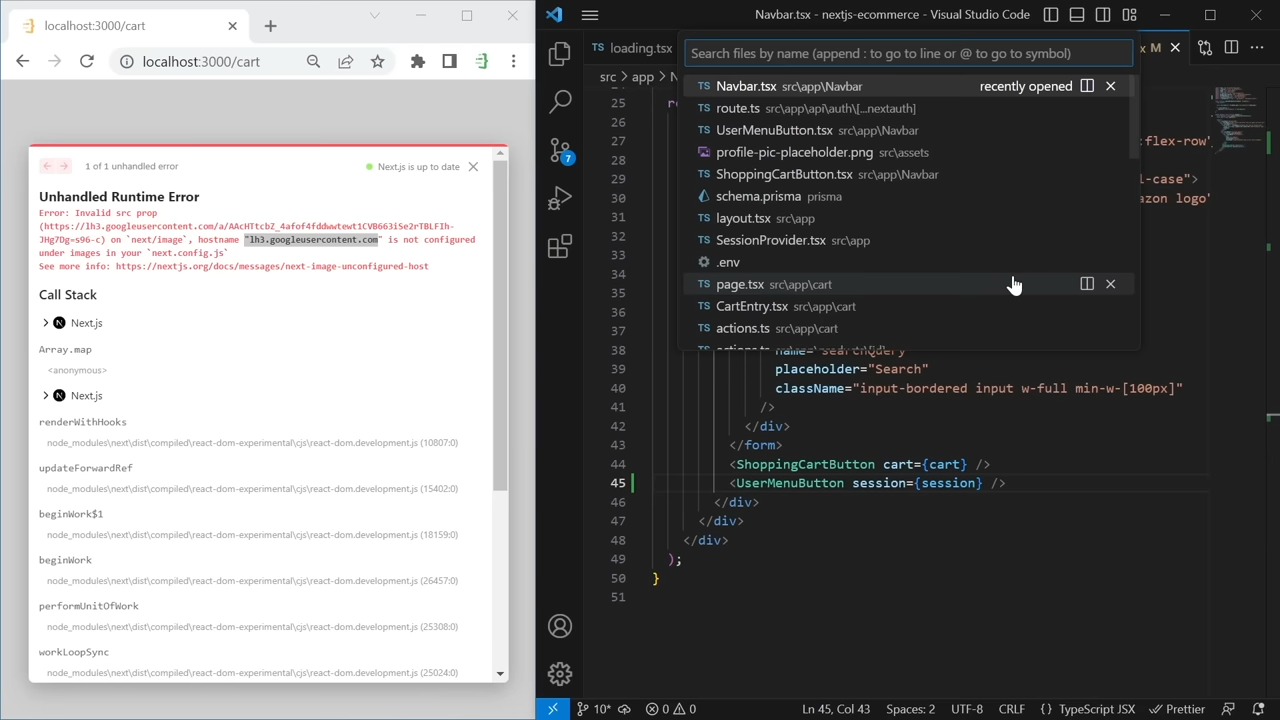 localhost:3000/cart
localhost:3000/cart
1 of 1 unhandled error
Next.js is up to date
Unhandled Runtime Error
Error: Invalid src prop
(https://lh3.googleusercontent.com/a/AAcHTtcbZ_4afof4fddwwtewt1CVB663iSe2rTBLFIh-
JHg7Dg=s96-c) on `next/image`, hostname "lh3.googleusercontent.com" is not configured
under images in your `next.config.js`
See more info: https://nextjs.org/docs/messages/next-image-unconfigured-host
Call Stack
Next.js
Array.map
<anonymous>
Next.js
renderWithHooks
node_modules\next\dist\compiled\react-dom-experimental\cjs\react-dom.development.js (10807:0)
updateForwardRef
node_modules\next\dist\compiled\react-dom-experimental\cjs\react-dom.development.js (15402:0)
beginWork$1
node_modules\next\dist\compiled\react-dom-experimental\cjs\react-dom.development.js (18159:0)
beginWork
node_modules\next\dist\compiled\react-dom-experimental\cjs\react-dom.development.js (26457:0)
performUnitOfWork
node_modules\next\dist\compiled\react-dom-experimental\cjs\react-dom.development.js (25308:0)
workLoopSync
node_modules\next\dist\compiled\react-dom-experimental\cjs\react-dom.development.js (25024:0)
Navbar.tsx - nextjs-ecommerce - Visual Studio Code
TS loading.tsx
M
src > app >
Search files by name (append : to go to line or @ to go to symbol)
TS Navbar.tsx src\app\Navbar recently opened
TS route.ts src\app\api\auth\[...nextauth]
TS UserMenuButton.tsx src\app\Navbar
profile-pic-placeholder.png src\assets
TS ShoppingCartButton.tsx src\app\Navbar
schema.prisma prisma
TS layout.tsx src\app
TS SessionProvider.tsx src\app
.env
TS page.tsx src\app\cart
TS CartEntry.tsx src\app\cart
TS actions.ts src\app\cart
25
26
27 :flex-row"
28
29 al-case">
30 azon logo"
31
32
33
34
35
36
37
38 name="searchQuery"
39 placeholder="Search"
40 className="input-bordered input w-full min-w-[100px]"
41 />
42 </div>
43 </form>
44 <ShoppingCartButton cart={cart} />
45 <UserMenuButton session={session} />
46 </div>
47 </div>
48 </div>
49 );
50 }
51
7
10*
0 0
Ln 45, Col 43
Spaces: 2
UTF-8
CRLF
{} TypeScript JSX
Prettier